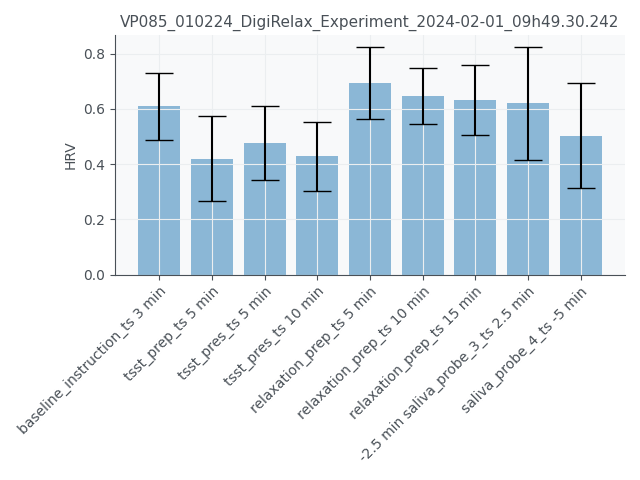 VP085_010224_DigiRelax_Experiment_2024-02-01_09h49.30.242
HRV
0.8
0.6
0.4
0.2
0.0
baseline_instruction_ts 3 min
tsst_prep_ts 5 min
tsst_pres_ts 5 min
tsst_pres_ts 10 min
relaxation_prep_ts 5 min
relaxation_prep_ts 10 min
relaxation_prep_ts 15 min
-2.5 min saliva_probe_3_ts 2.5 min
saliva_probe_4_ts -5 min